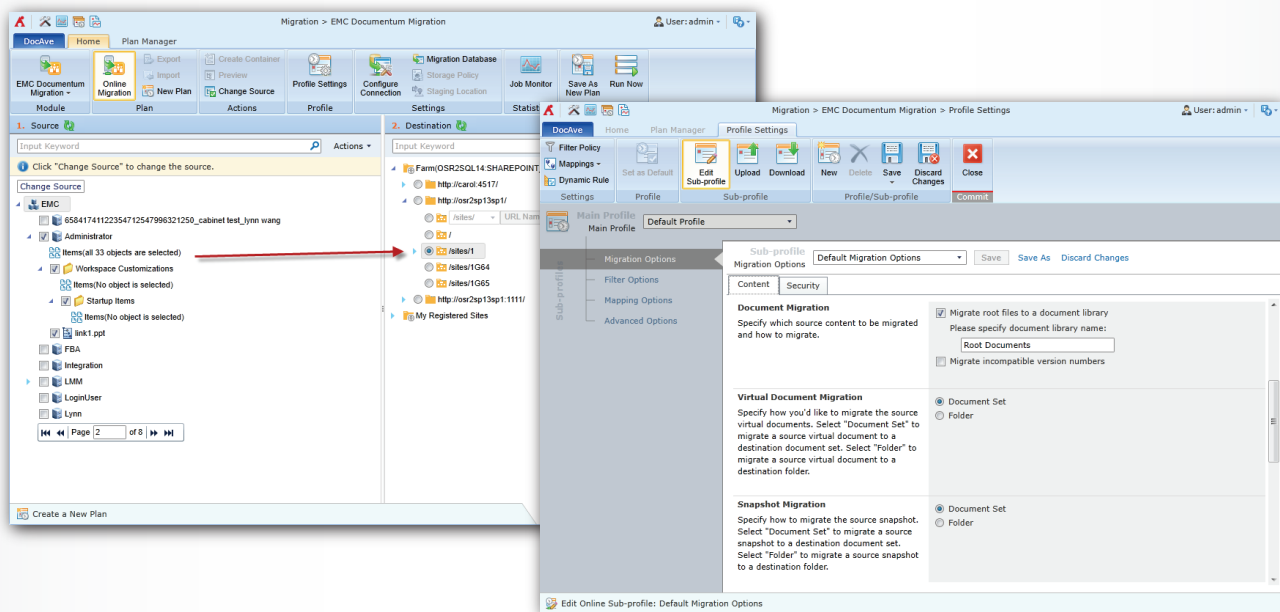 Migration > EMC Documentum Migration
User: admin
DocAve
Home
Plan Manager
EMC Documentum
Migration
Module
Online
Migration
Export
Import
New Plan
Plan
Create Container
Preview
Change Source
Actions
Profile Settings
Profile
Configure
Connection
Migration Database
Storage Policy
Staging Location
Settings
Job Monitor
Statist
Save As
New Plan
Run Now
1. Source
Input Keyword
Actions
Click "Change Source" to change the source.
Change Source
EMC
6584174112235471254799632125​0_cabinet test_lynn wang
Administrator
Items(all 33 objects are selected)
Workspace Customizations
Items(No object is selected)
Startup Items
Items(No object is selected)
link1.ppt
FBA
Integration
LMM
LoginUser
Lynn
Page 2 of 8
2. Destination
Input Keyword
Farm(OSR2SQL14:SHAREPOINT
http://carol:4517/
http://osr2sp13sp1/
/sites/ URL Nam
/
/sites/1
/sites/1G64
/sites/1G65
http://osr2sp13sp1:1111/
My Registered Sites
Create a New Plan
Migration > EMC Documentum Migration > Profile Settings
User: admin
DocAve
Home
Plan Manager
Profile Settings
Filter Policy
Mappings
Dynamic Rule
Settings
Set as Default
Profile
Edit
Sub-profile
Upload
Download
Sub-profile
New
Delete
Save
Discard
Changes
Profile/Sub-profile
Close
Commit
Main Profile
Main Profile
Default Profile
Sub-profiles
Migration Options
Filter Options
Mapping Options
Advanced Options
Sub-profile
Migration Options
Default Migration Options
Save
Save As
Discard Changes
Content
Security
Document Migration
Specify which source content to be migrated
and how to migrate.
Migrate root files to a document library
Please specify document library name:
Root Documents
Migrate incompatible version numbers
Virtual Document Migration
Specify how you'd like to migrate the source
virtual documents. Select "Document Set" to
migrate a source virtual document to a
destination document set. Select "Folder" to
migrate a source virtual document to a
destination folder.
Document Set
Folder
Snapshot Migration
Specify how to migrate the source snapshot.
Select "Document Set" to migrate a source
snapshot to a destination document set.
Select "Folder" to migrate a source snapshot
to a destination folder.
Document Set
Folder
Edit Online Sub-profile: Default Migration Options